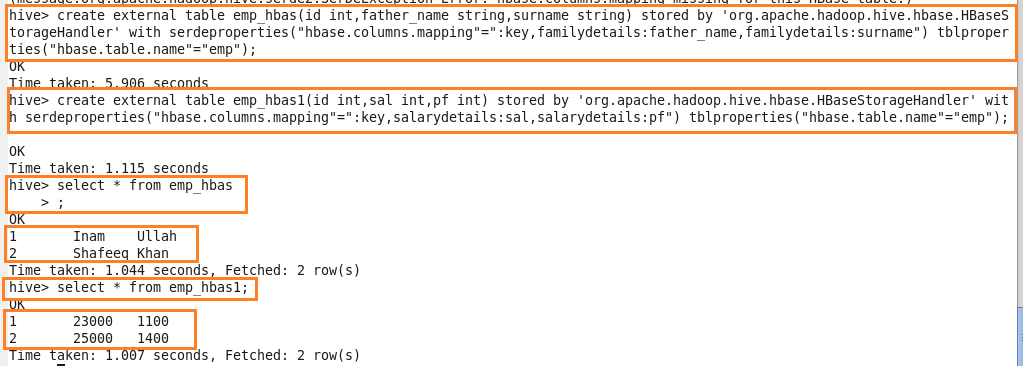 (message:org.apache.hadoop.hive.serde2.SerDeException Error: hbase.columns.mapping missing for this HBase table.)
hive> create external table emp_hbas(id int,father_name string,surname string) stored by 'org.apache.hadoop.hive.hbase.HBaseS
torageHandler' with serdeproperties("hbase.columns.mapping"=":key,familydetails:father_name,familydetails:surname") tblproper
ties("hbase.table.name"="emp");
OK
Time taken: 5.906 seconds
hive> create external table emp_hbas1(id int,sal int,pf int) stored by 'org.apache.hadoop.hive.hbase.HBaseStorageHandler' wit
h serdeproperties("hbase.columns.mapping"=":key,salarydetails:sal,salarydetails:pf") tblproperties("hbase.table.name"="emp");
OK
Time taken: 1.115 seconds
hive> select * from emp_hbas
    > ;
OK
1       Inam    Ullah
2       Shafeeq Khan
Time taken: 1.044 seconds, Fetched: 2 row(s)
hive> select * from emp_hbas1;
OK
1       23000   1100
2       25000   1400
Time taken: 1.007 seconds, Fetched: 2 row(s)